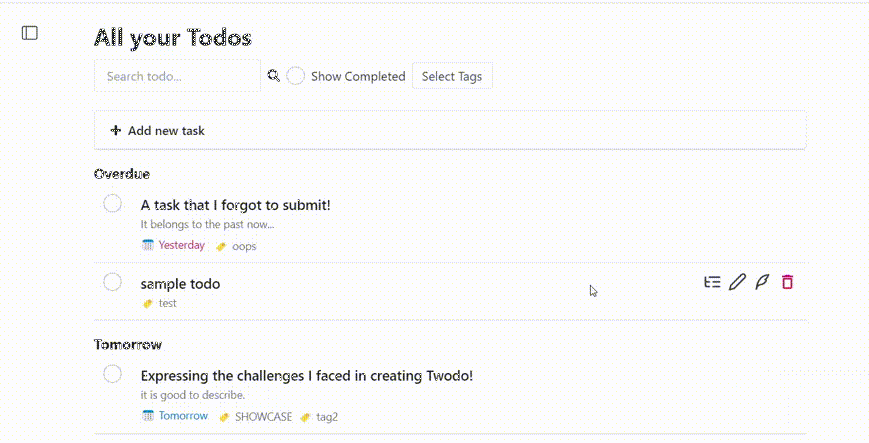 All your Todos
Search todo... Show Completed Select Tags
Add new task
Overdue
A task that I forgot to submit!
It belongs to the past now...
Yesterday oops
sample todo
test
Tomorrow
Expressing the challenges I faced in creating Twodo!
it is good to describe.
Tomorrow SHOWCASE tag2